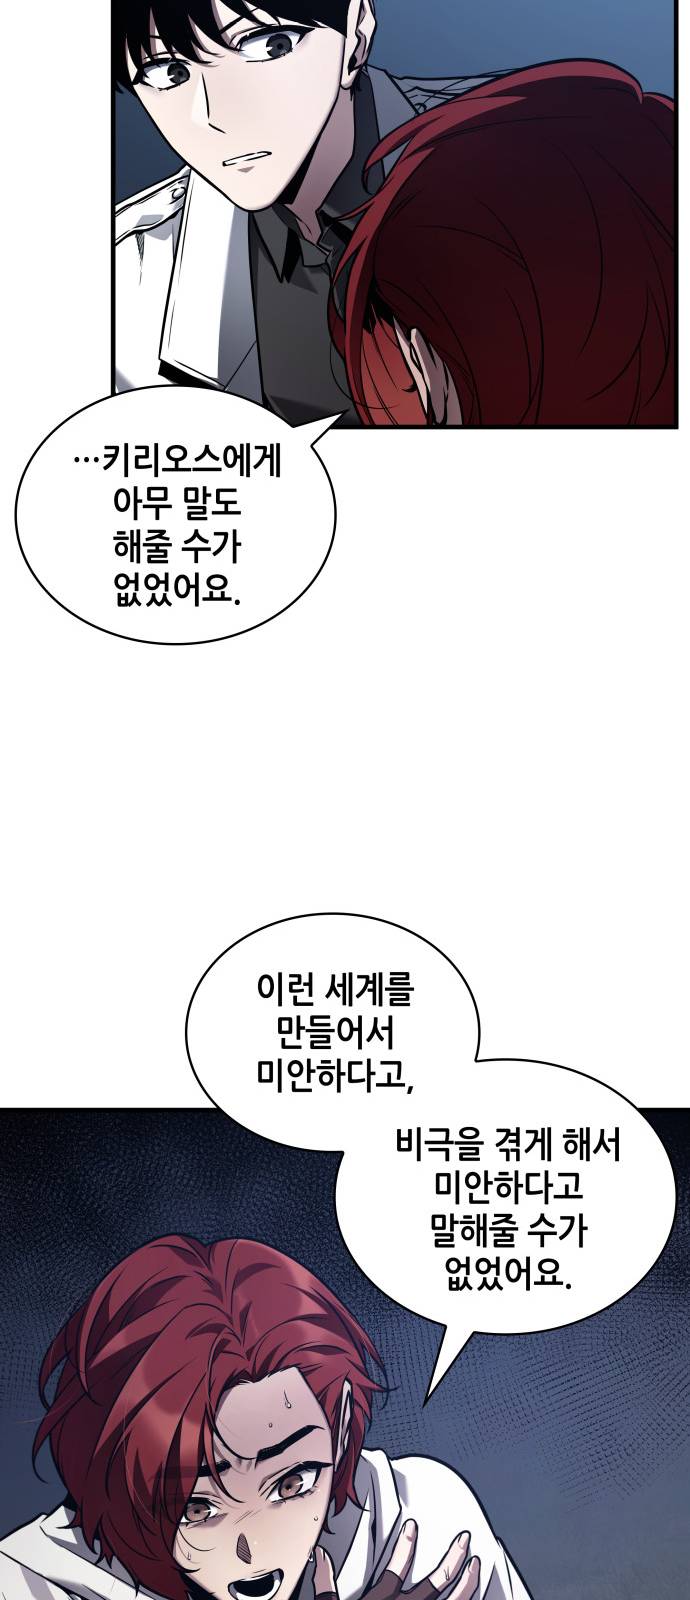 …키리오스에게
아무 말도
해줄 수가
없었어요.
이런 세계를
만들어서
미안하다고,
비극을 겪게 해서
미안하다고
말해줄 수가
없었어요.